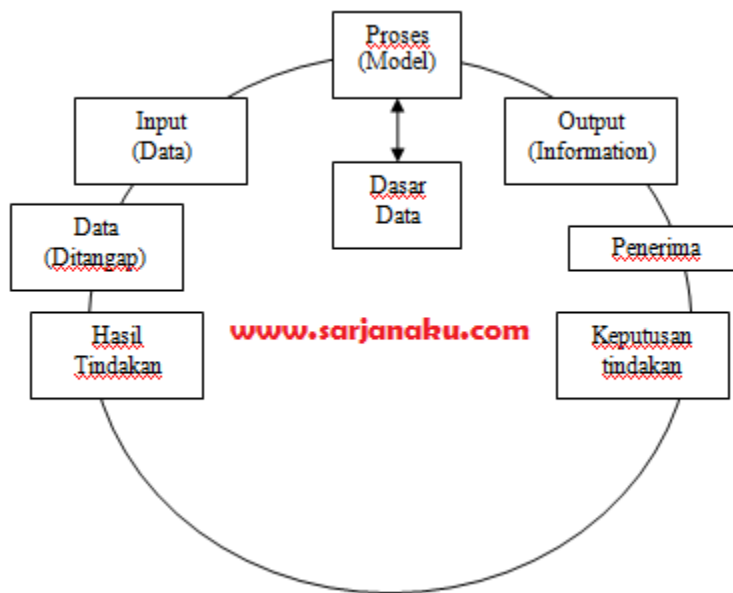 Proses
(Model)
Input
(Data)
Output
(Information)
Dasar
Data
Data
(Ditangap)
Penerima
Hasil
Tindakan
www.sarjanaku.com
Keputusan
tindakan